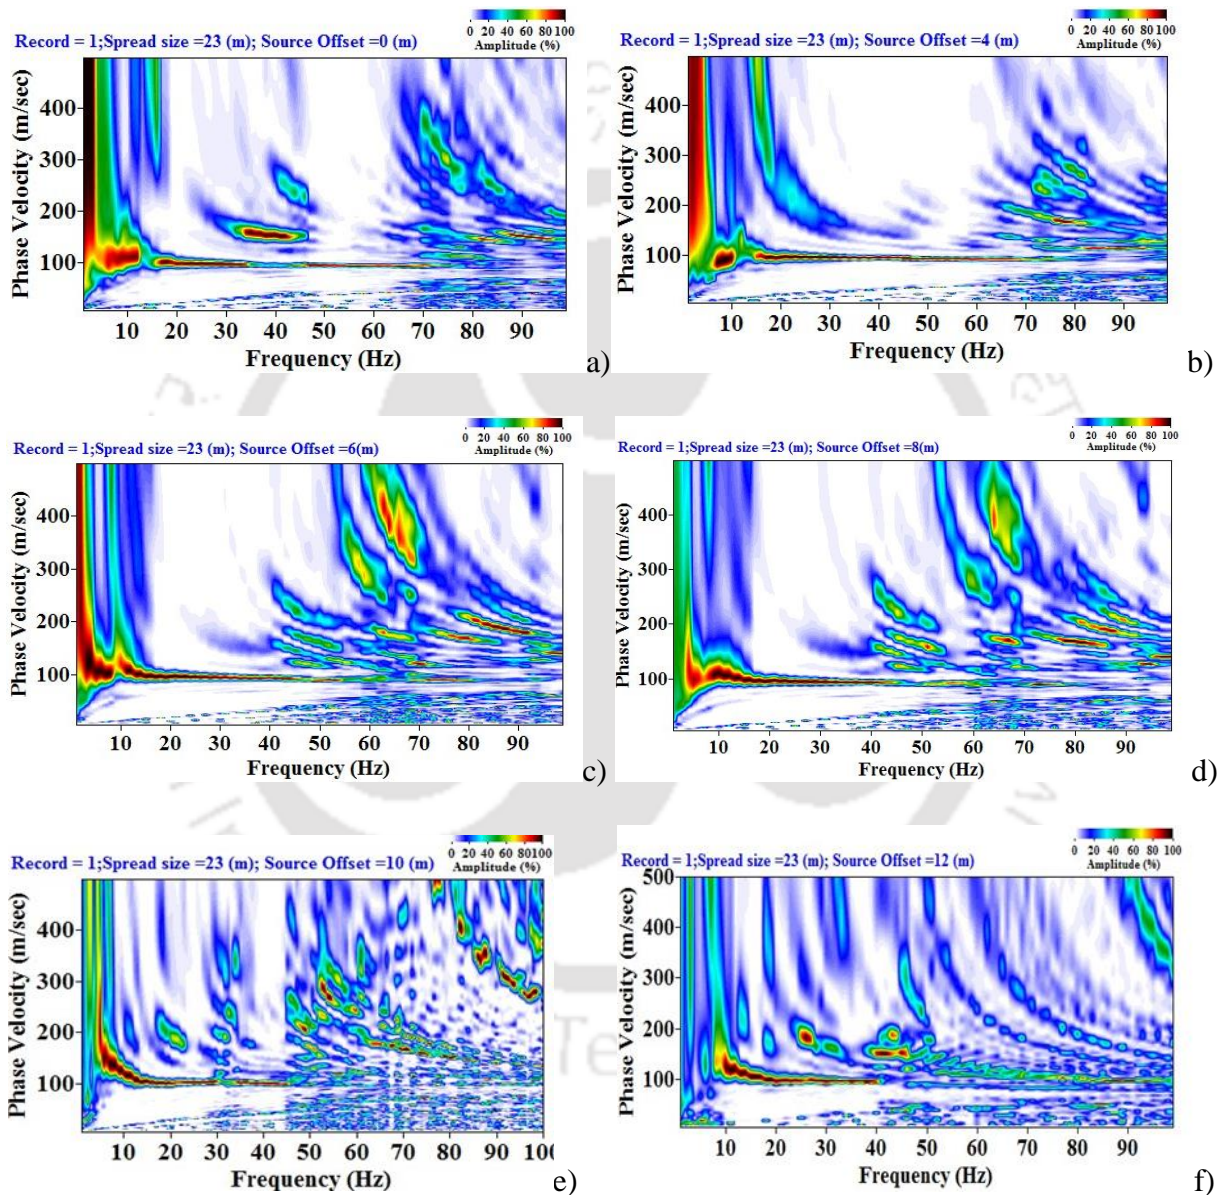 0 20 40 60 80 100
Amplitude (%)
Record = 1;Spread size =23 (m); Source Offset =0 (m)
Phase Velocity (m/sec)
400
300
200
100
10 20 30 40 50 60 70 80 90
Frequency (Hz)
a)
0 20 40 60 80 100
Amplitude (%)
Record = 1;Spread size =23 (m); Source Offset =4 (m)
Phase Velocity (m/sec)
400
300
200
100
10 20 30 40 50 60 70 80 90
Frequency (Hz)
b)
0 20 40 60 80 100
Amplitude (%)
Record = 1;Spread size =23 (m); Source Offset =6(m)
Phase Velocity (m/sec)
400
300
200
100
10 20 30 40 50 60 70 80 90
Frequency (Hz)
c)
0 20 40 60 80 100
Amplitude (%)
Record = 1;Spread size =23 (m); Source Offset =8(m)
Phase Velocity (m/sec)
400
300
200
100
10 20 30 40 50 60 70 80 90
Frequency (Hz)
d)
0 20 40 60 80100
Amplitude (%)
Record = 1;Spread size =23 (m); Source Offset =10 (m)
Phase Velocity (m/sec)
400
300
200
100
10 20 30 40 50 60 70 80 90 100
Frequency (Hz)
e)
0 20 40 60 80 100
Amplitude (%)
Record = 1;Spread size =23 (m); Source Offset =12 (m)
Phase Velocity (m/sec)
500
400
300
200
100
10 20 30 40 50 60 70 80 90
Frequency (Hz)
f)